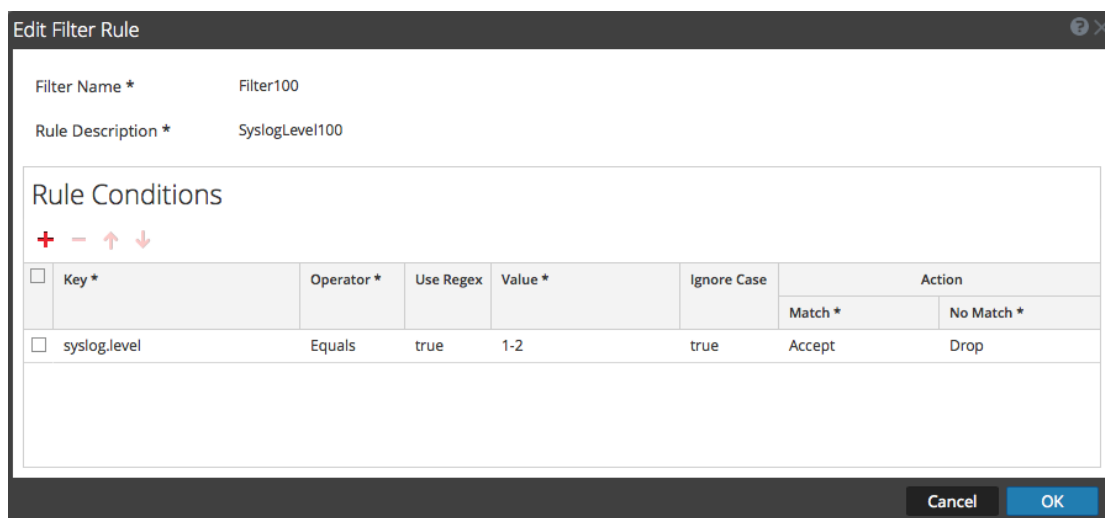 Edit Filter Rule
Filter Name * Filter100
Rule Description * SyslogLevel100
Rule Conditions
Key * Operator * Use Regex Value * Ignore Case Action
Match * No Match *
syslog.level Equals true 1-2 true Accept Drop
Cancel OK